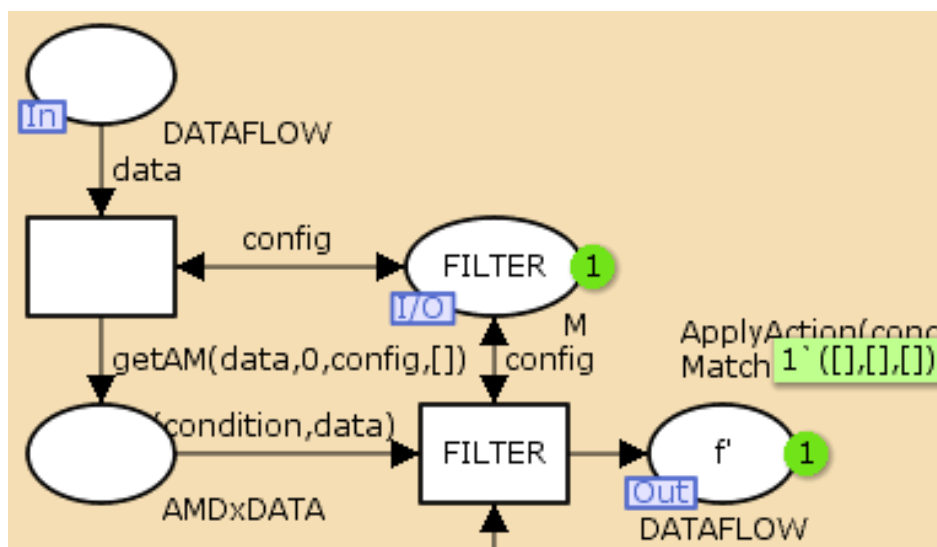 In
DATAFLOW
data
config
FILTER
1
I/O
M
getAM(data,0,config,[])
config
ApplyAction(cond
Match
1`([],[],[])
(condition,data)
FILTER
f'
1
Out
AMDxDATA
DATAFLOW